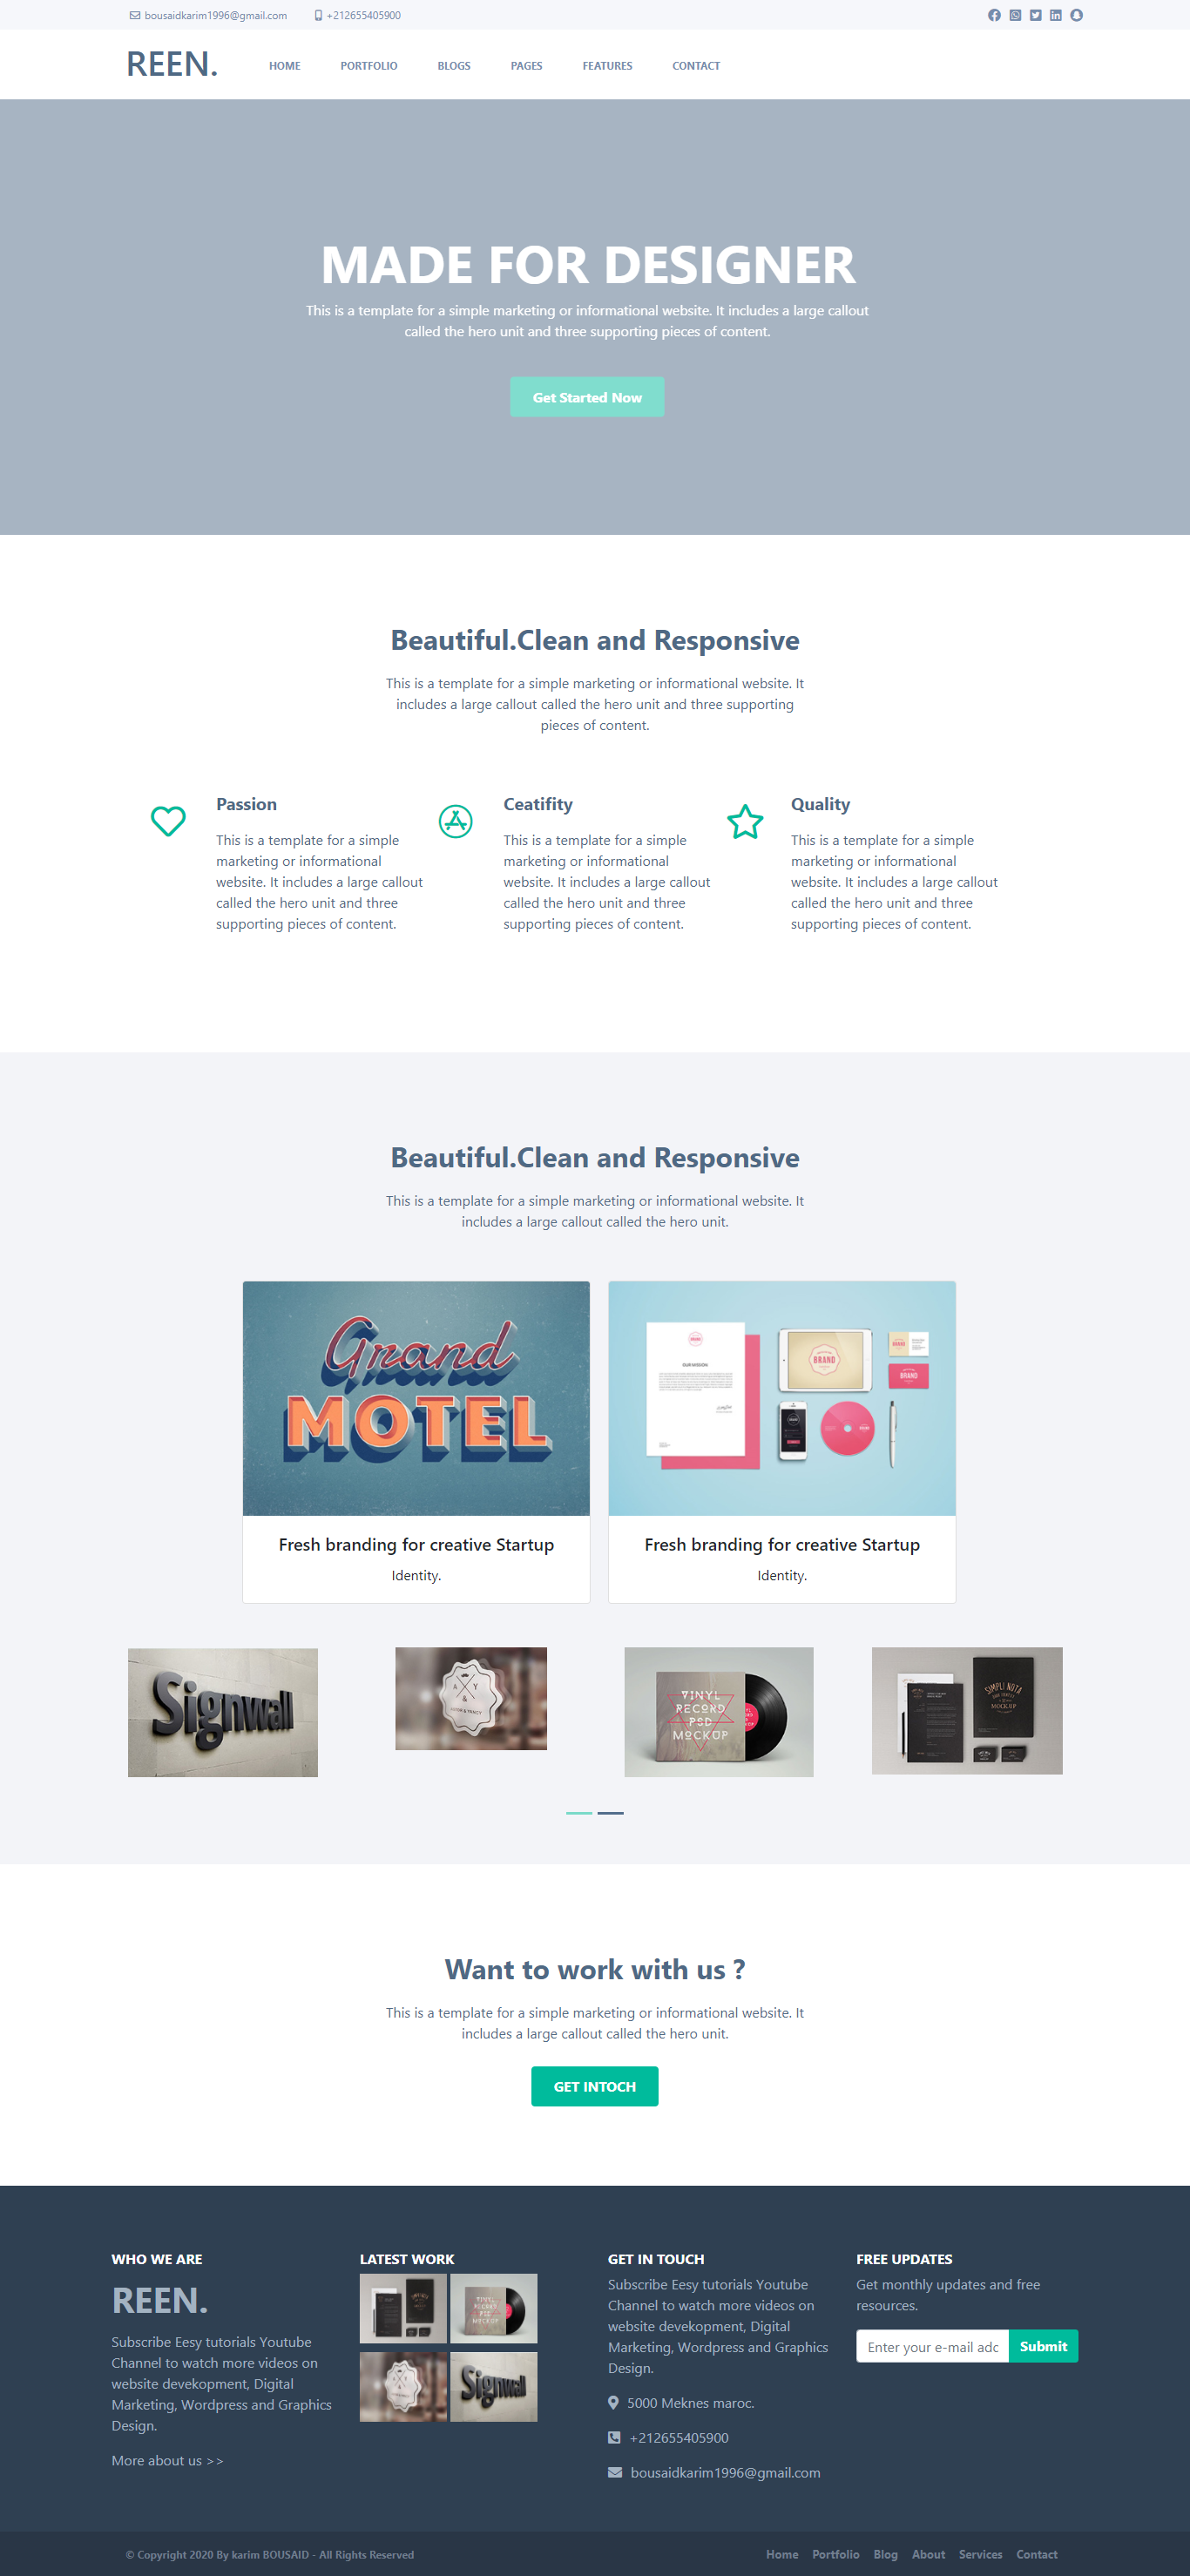 bousaidkarim1996@gmail.com +212655405900
REEN. HOME PORTFOLIO BLOGS PAGES FEATURES CONTACT
MADE FOR DESIGNER
This is a template for a simple marketing or informational website. It includes a large callout
called the hero unit and three supporting pieces of content.
Get Started Now
Beautiful.Clean and Responsive
This is a template for a simple marketing or informational website. It
includes a large callout called the hero unit and three supporting
pieces of content.
Passion
This is a template for a simple
marketing or informational
website. It includes a large callout
called the hero unit and three
supporting pieces of content.
Ceatifity
This is a template for a simple
marketing or informational
website. It includes a large callout
called the hero unit and three
supporting pieces of content.
Quality
This is a template for a simple
marketing or informational
website. It includes a large callout
called the hero unit and three
supporting pieces of content.
Beautiful.Clean and Responsive
This is a template for a simple marketing or informational website. It
includes a large callout called the hero unit.
Grand
MOTEL
OUR MISSION
BRAND
BRAND
Fresh branding for creative Startup
Identity.
Fresh branding for creative Startup
Identity.
Signwall
A Y
&
VINYL
RECORD
PSD
MOCKUP
SIMPLI NOTA
MOCKUP
Want to work with us ?
This is a template for a simple marketing or informational website. It
includes a large callout called the hero unit.
GET INTOCH
WHO WE ARE
REEN.
Subscribe Eesy tutorials Youtube
Channel to watch more videos on
website devekopment, Digital
Marketing, Wordpress and Graphics
Design.
More about us >>
LATEST WORK
VINYL
RECORD
PSD
MOCKUP
Signwall
GET IN TOUCH
Subscribe Eesy tutorials Youtube
Channel to watch more videos on
website devekopment, Digital
Marketing, Wordpress and Graphics
Design.
5000 Meknes maroc.
+212655405900
bousaidkarim1996@gmail.com
FREE UPDATES
Get monthly updates and free
resources.
Enter your e-mail adc Submit
© Copyright 2020 By karim BOUSAID - All Rights Reserved
Home Portfolio Blog About Services Contact